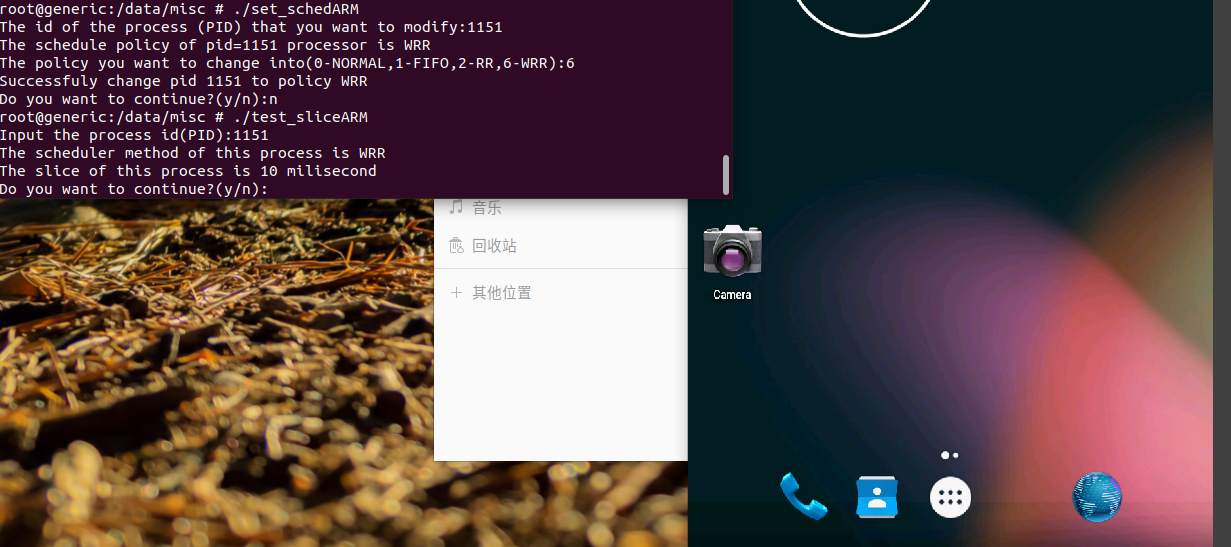 root@generic:/data/misc # ./set_schedARM
The id of the process (PID) that you want to modify:1151
The schedule policy of pid=1151 processor is WRR
The policy you want to change into(0-NORMAL,1-FIFO,2-RR,6-WRR):6
Successfuly change pid 1151 to policy WRR
Do you want to continue?(y/n):n
root@generic:/data/misc # ./test_sliceARM
Input the process id(PID):1151
The scheduler method of this process is WRR
The slice of this process is 10 milisecond
Do you want to continue?(y/n):
音乐
回收站
其他位置
Camera